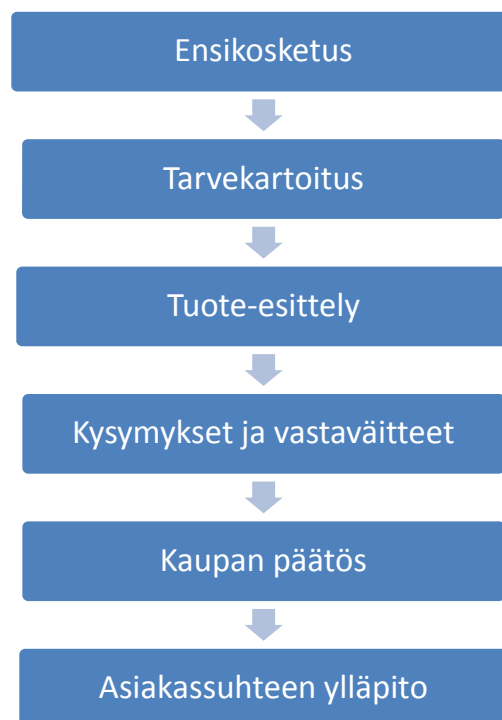 Ensikosketus
Tarvekartoitus
Tuote-esittely
Kysymykset ja vastaväitteet
Kaupan päätös
Asiakassuhteen ylläpito